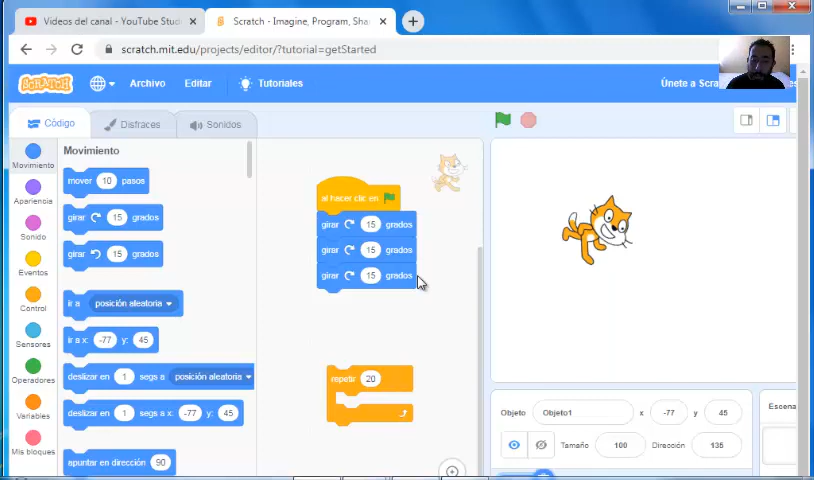 Videos del canal - YouTube Stud
Scratch - Imagine, Program, Sha
scratch.mit.edu/projects/editor/?tutorial=getStarted
SCRATCH
Archivo
Editar
Tutoriales
Únete a Scra
Código
Disfraces
Sonidos
Movimiento
Apariencia
Sonido
Eventos
Control
Sensores
Operadores
Variables
Mis bloques
Movimiento
mover 10 pasos
girar 15 grados
girar 15 grados
ir a posición aleatoria
ir a x: -77 y: 45
deslizar en 1 segs a posición aleatoria
deslizar en 1 segs a x: -77 y: 45
apuntar en dirección 90
al hacer clic en
girar 15 grados
girar 15 grados
girar 15 grados
repetir 20
Objeto Objeto1 x -77 y 45
Tamaño 100 Dirección 135
Escena